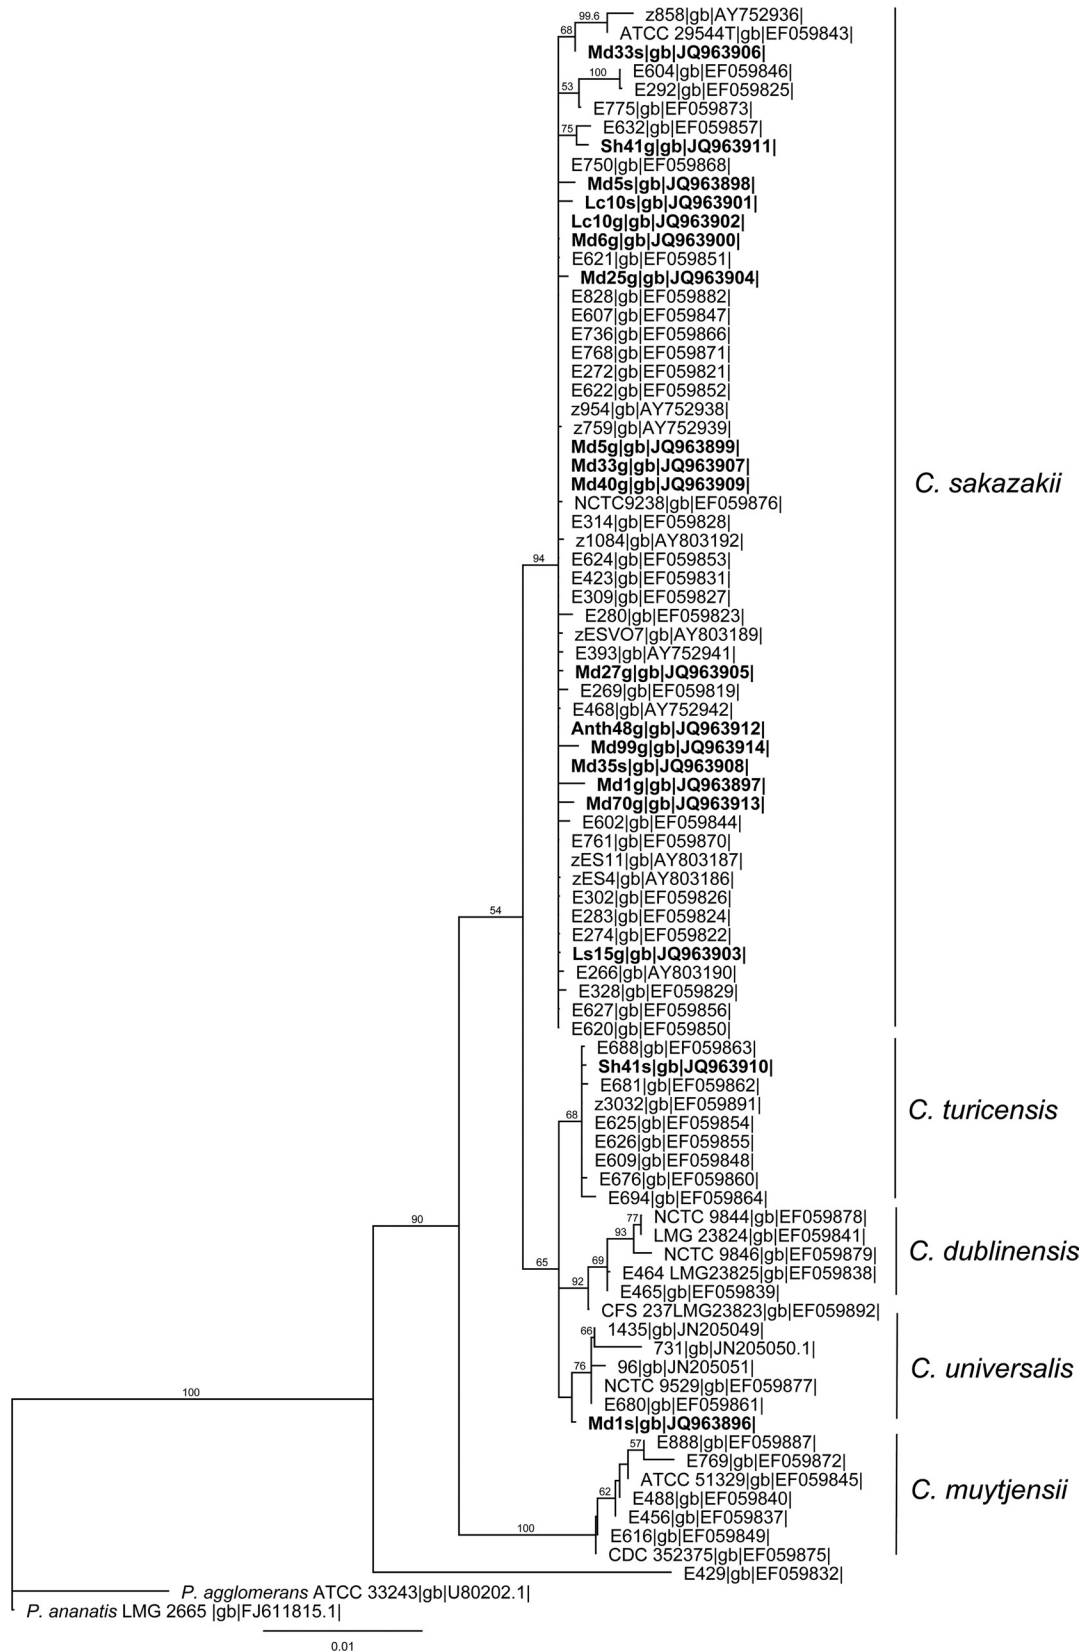 99.6
z858|gb|AY752936|
68
ATCC 29544T|gb|EF059843|
Md33s|gb|JQ963906|
100
E604|gb|EF059846|
53
E292|gb|EF059825|
E775|gb|EF059873|
75
E632|gb|EF059857|
Sh41g|gb|JQ963911|
E750|gb|EF059868|
Md5s|gb|JQ963898|
Lc10s|gb|JQ963901|
Lc10g|gb|JQ963902|
Md6g|gb|JQ963900|
E621|gb|EF059851|
Md25g|gb|JQ963904|
E828|gb|EF059882|
E607|gb|EF059847|
E736|gb|EF059866|
E768|gb|EF059871|
E272|gb|EF059821|
E622|gb|EF059852|
z954|gb|AY752938|
z759|gb|AY752939|
Md5g|gb|JQ963899|
Md33g|gb|JQ963907|
Md40g|gb|JQ963909|
C. sakazakii
NCTC9238|gb|EF059876|
E314|gb|EF059828|
z1084|gb|AY803192|
94
E624|gb|EF059853|
E423|gb|EF059831|
E309|gb|EF059827|
E280|gb|EF059823|
zESVO7|gb|AY803189|
E393|gb|AY752941|
Md27g|gb|JQ963905|
E269|gb|EF059819|
E468|gb|AY752942|
Anth48g|gb|JQ963912|
Md99g|gb|JQ963914|
Md35s|gb|JQ963908|
Md1g|gb|JQ963897|
Md70g|gb|JQ963913|
E602|gb|EF059844|
E761|gb|EF059870|
zES11|gb|AY803187|
zES4|gb|AY803186|
E302|gb|EF059826|
54
E283|gb|EF059824|
E274|gb|EF059822|
Ls15g|gb|JQ963903|
E266|gb|AY803190|
E328|gb|EF059829|
E627|gb|EF059856|
E620|gb|EF059850|
E688|gb|EF059863|
Sh41s|gb|JQ963910|
E681|gb|EF059862|
z3032|gb|EF059891|
C. turicensis
68
E625|gb|EF059854|
E626|gb|EF059855|
E609|gb|EF059848|
E676|gb|EF059860|
E694|gb|EF059864|
90
77
NCTC 9844|gb|EF059878|
93
LMG 23824|gb|EF059841|
C. dublinensis
NCTC 9846|gb|EF059879|
65
69
E464 LMG23825|gb|EF059838|
92
E465|gb|EF059839|
CFS 237LMG23823|gb|EF059892|
66
1435|gb|JN205049|
731|gb|JN205050.1|
76
96|gb|JN205051|
C. universalis
NCTC 9529|gb|EF059877|
100
E680|gb|EF059861|
Md1s|gb|JQ963896|
57
E888|gb|EF059887|
E769|gb|EF059872|
ATCC 51329|gb|EF059845|
C. muytjensii
62
E488|gb|EF059840|
E456|gb|EF059837|
100
E616|gb|EF059849|
CDC 352375|gb|EF059875|
E429|gb|EF059832|
P. agglomerans ATCC 33243|gb|U80202.1|
P. ananatis LMG 2665 |gb|FJ611815.1|
0.01